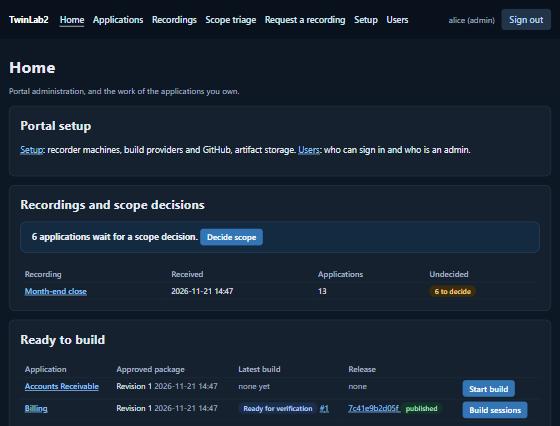 TwinLab2 Home Applications Recordings Scope triage Request a recording Setup Users alice (admin) Sign out
Home
Portal administration, and the work of the applications you own.
Portal setup
Setup: recorder machines, build providers and GitHub, artifact storage. Users: who can sign in and who is an admin.
Recordings and scope decisions
6 applications wait for a scope decision. Decide scope
Recording Received Applications Undecided
Month-end close 2026-11-21 14:47 13 6 to decide
Ready to build
Application Approved package Latest build Release
Accounts Receivable Revision 1 2026-11-21 14:47 none yet none Start build
Billing Revision 1 2026-11-21 14:47 Ready for verification #1 7c41e9b2d05f published Build sessions